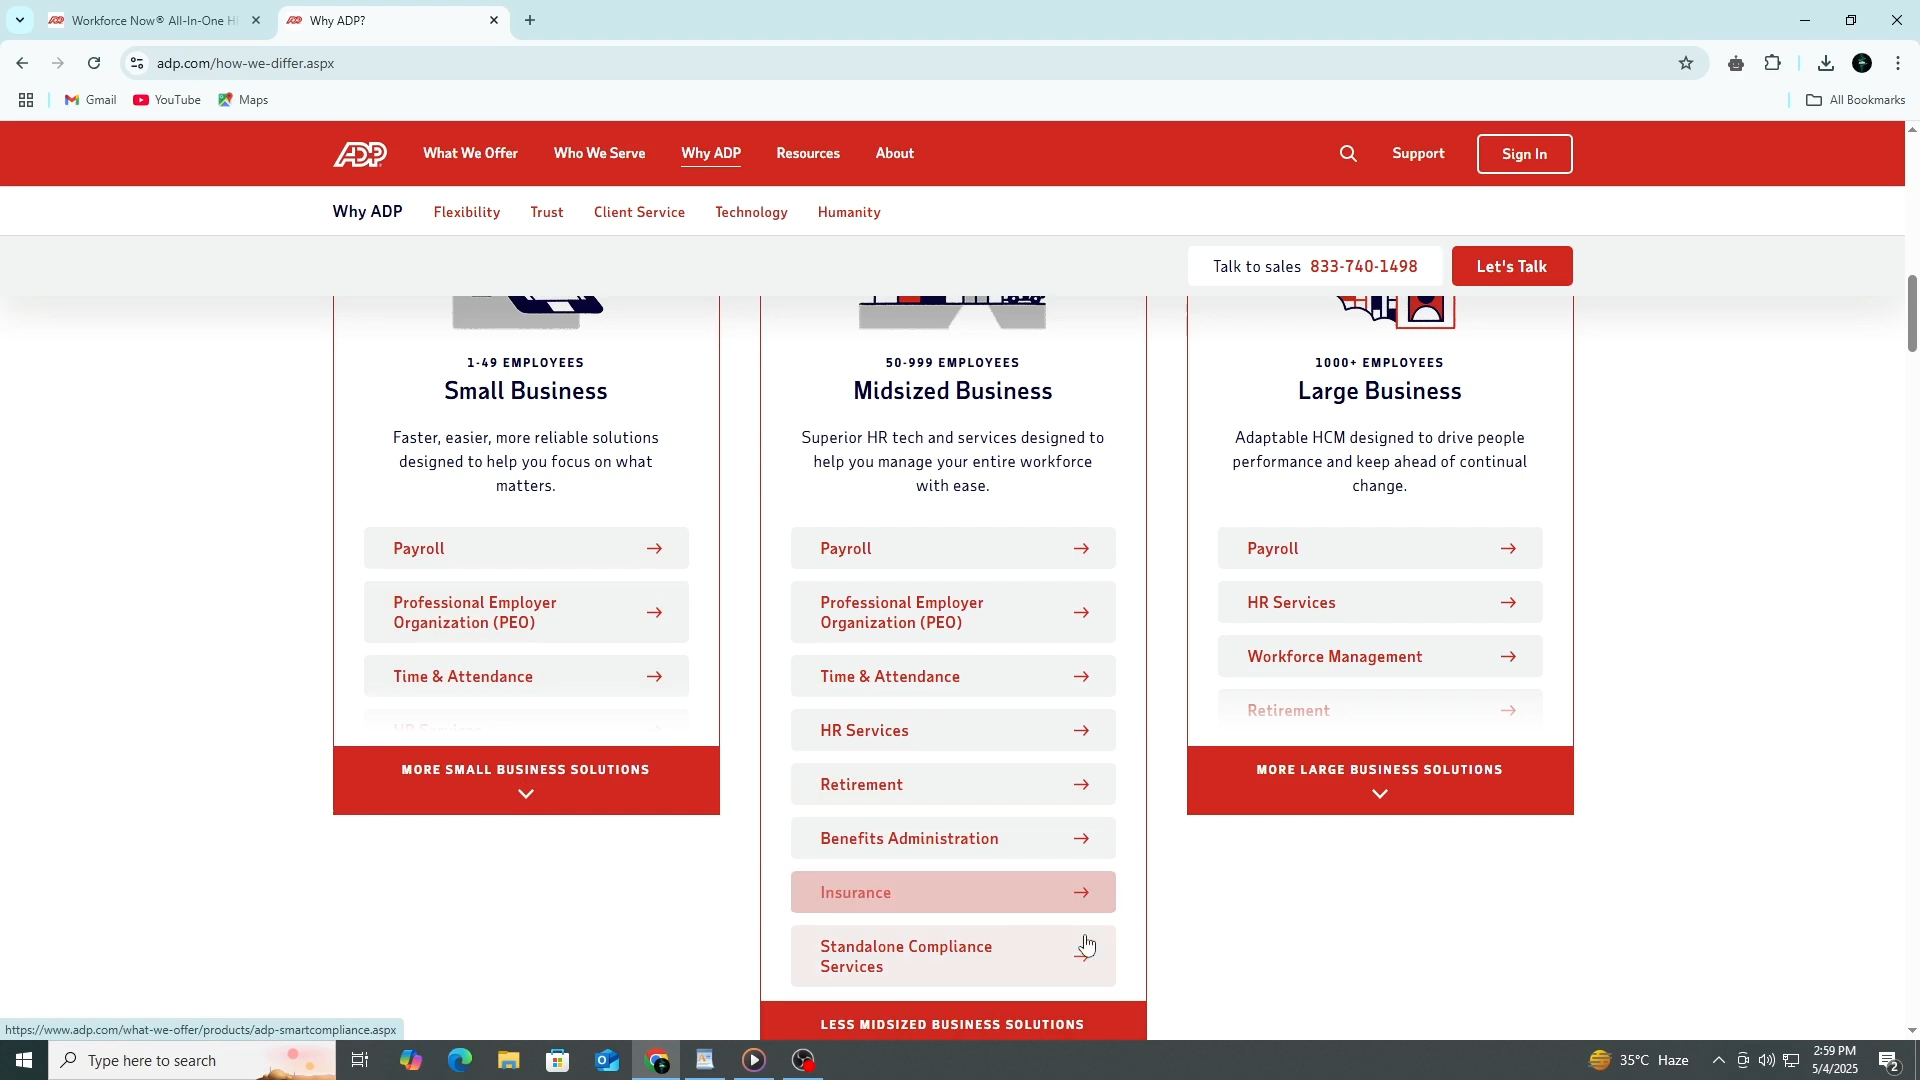 Workforce Now® All-In-One H
Why ADP?
adp.com/how-we-differ.aspx
Gmail
YouTube
Maps
All Bookmarks
ADP
What We Offer
Who We Serve
Why ADP
Resources
About
Support
Sign In
Why ADP
Flexibility
Trust
Client Service
Technology
Humanity
Talk to sales 833-740-1498
Let's Talk
1-49 EMPLOYEES
Small Business
Faster, easier, more reliable solutions
designed to help you focus on what
matters.
Payroll
Professional Employer
Organization (PEO)
Time & Attendance
HR Services
MORE SMALL BUSINESS SOLUTIONS
50-999 EMPLOYEES
Midsized Business
Superior HR tech and services designed to
help you manage your entire workforce
with ease.
Payroll
Professional Employer
Organization (PEO)
Time & Attendance
HR Services
Retirement
Benefits Administration
Insurance
Standalone Compliance
Services
LESS MIDSIZED BUSINESS SOLUTIONS
1000+ EMPLOYEES
Large Business
Adaptable HCM designed to drive people
performance and keep ahead of continual
change.
Payroll
HR Services
Workforce Management
Retirement
MORE LARGE BUSINESS SOLUTIONS
https://www.adp.com/what-we-offer/products/adp-smartcompliance.aspx
Type here to search
35°C Haze
2:59 PM
5/4/2025
2